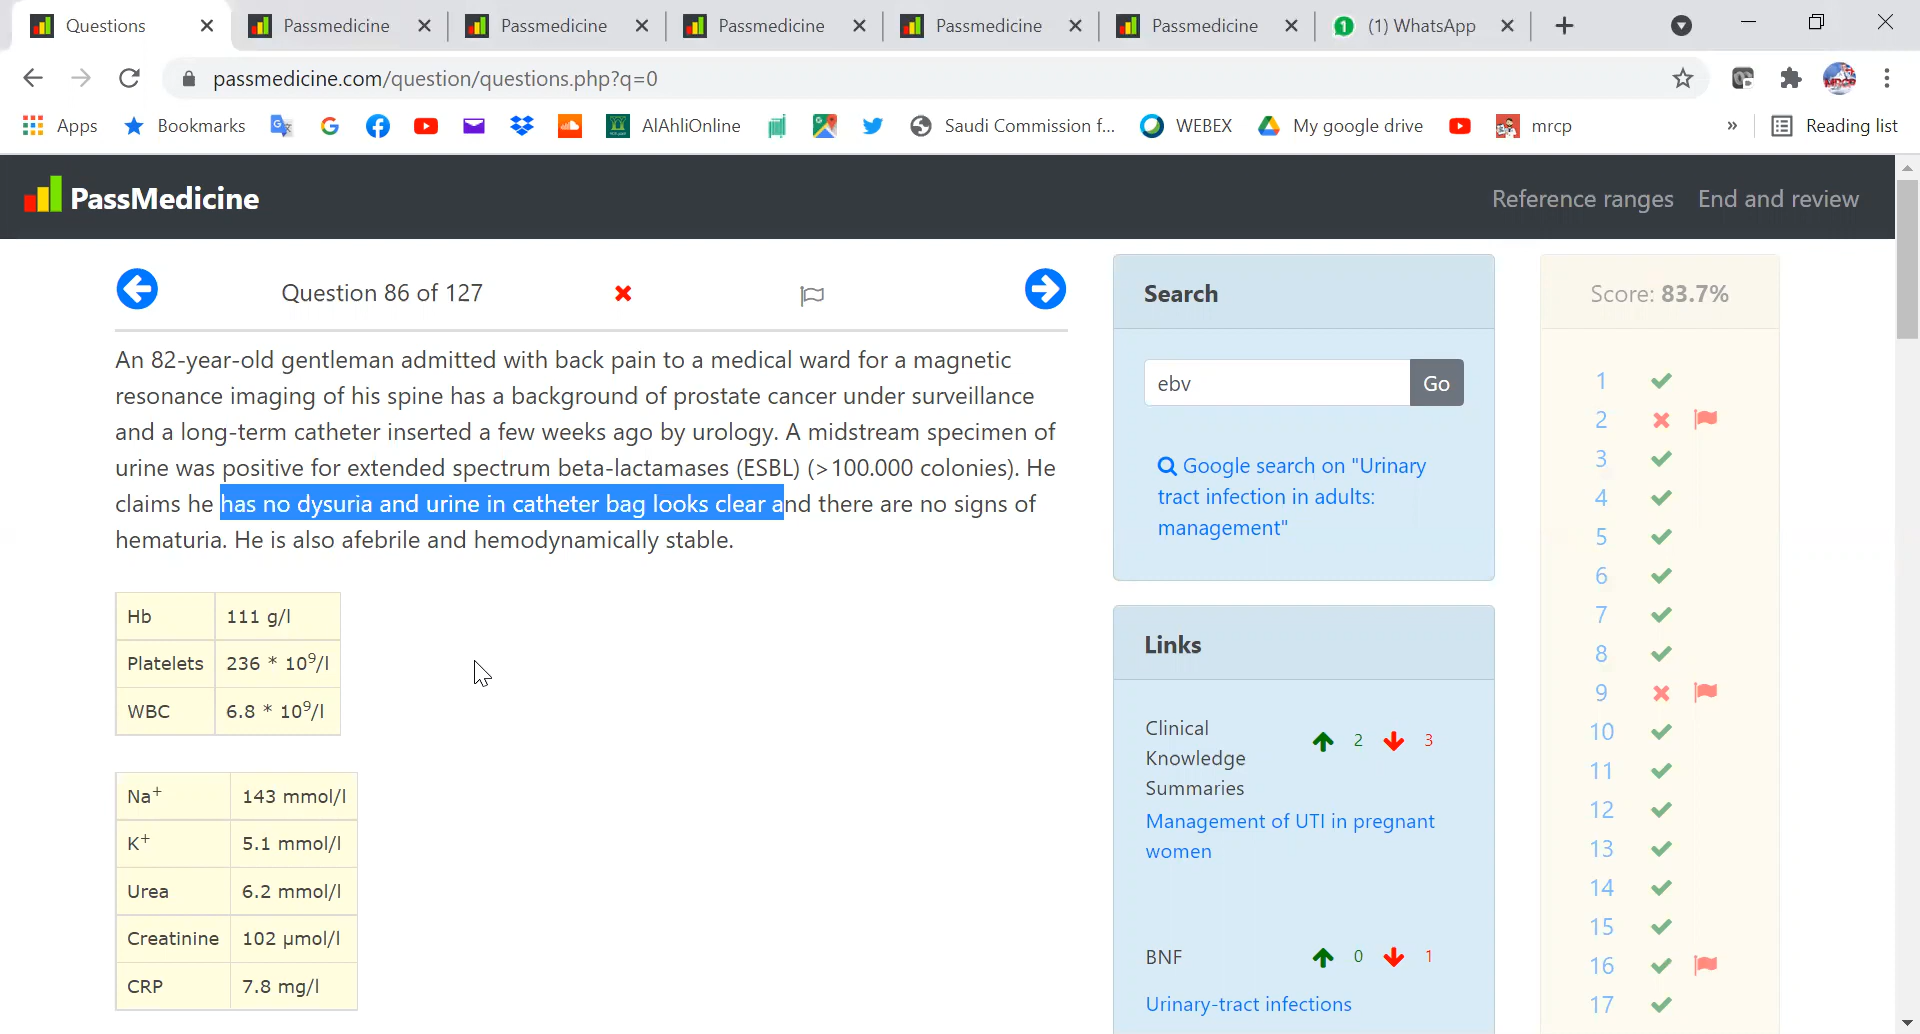 Questions
Passmedicine
Passmedicine
Passmedicine
Passmedicine
Passmedicine
1
(1) WhatsApp
passmedicine.com/question/questions.php?q=0
Apps
Bookmarks
AlAhliOnline
Saudi Commission f...
WEBEX
My google drive
mrcp
»
Reading list
PassMedicine
Reference ranges
End and review
Question 86 of 127
An 82-year-old gentleman admitted with back pain to a medical ward for a magnetic
resonance imaging of his spine has a background of prostate cancer under surveillance
and a long-term catheter inserted a few weeks ago by urology. A midstream specimen of
urine was positive for extended spectrum beta-lactamases (ESBL) (>100.000 colonies). He
claims he has no dysuria and urine in catheter bag looks clear and there are no signs of
hematuria. He is also afebrile and hemodynamically stable.
Hb 111 g/l
Platelets 236 * 10⁹/l
WBC 6.8 * 10⁹/l
Na⁺ 143 mmol/l
K⁺ 5.1 mmol/l
Urea 6.2 mmol/l
Creatinine 102 µmol/l
CRP 7.8 mg/l
Search
ebv
Go
Google search on "Urinary
tract infection in adults:
management"
Links
Clinical
Knowledge
Summaries
2 3
Management of UTI in pregnant
women
BNF
0 1
Urinary-tract infections
Score: 83.7%
1
2
3
4
5
6
7
8
9
10
11
12
13
14
15
16
17